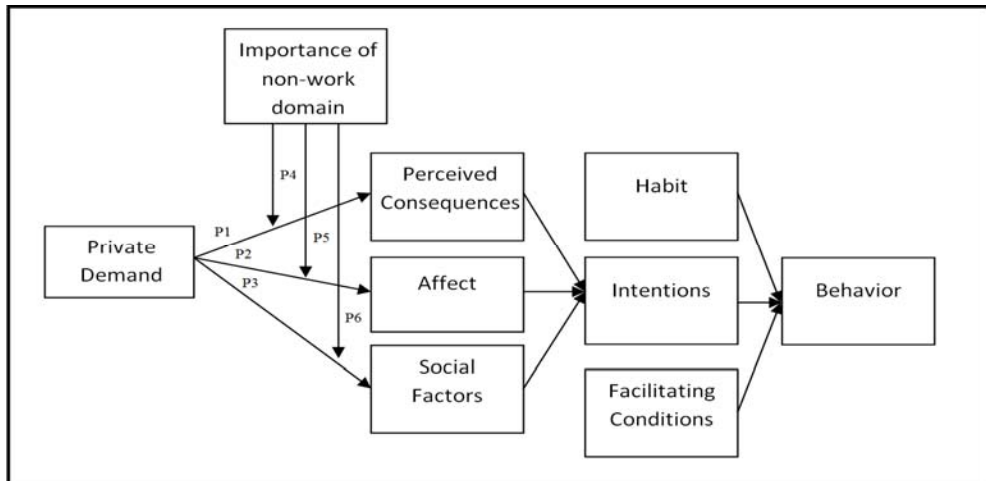 Importance of
non-work
domain
P4
P5
P6
P1
P2
P3
Private
Demand
Perceived
Consequences
Affect
Social
Factors
Habit
Intentions
Facilitating
Conditions
Behavior